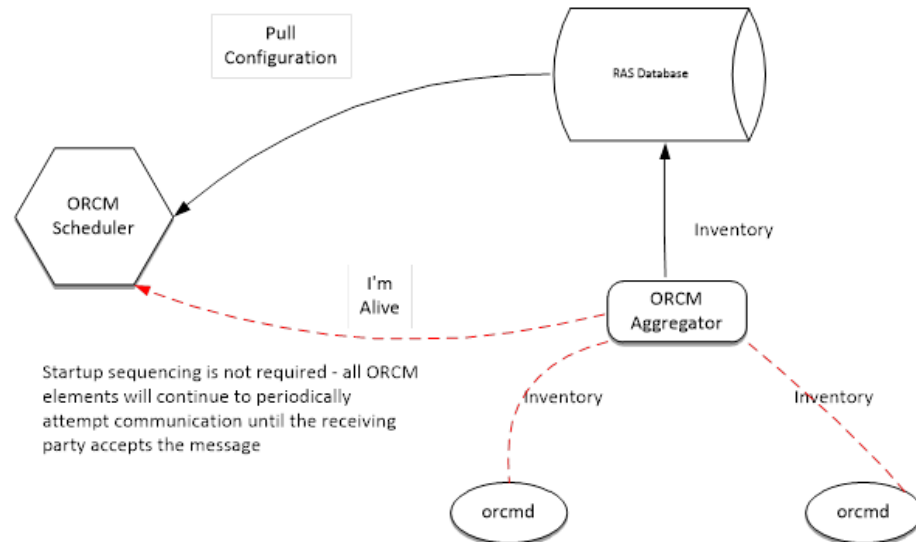 Pull
Configuration
RAS Database
ORCM
Scheduler
Inventory
I'm
Alive
ORCM
Aggregator
Startup sequencing is not required - all ORCM
elements will continue to periodically
attempt communication until the receiving
party accepts the message
Inventory
Inventory
orcmd
orcmd